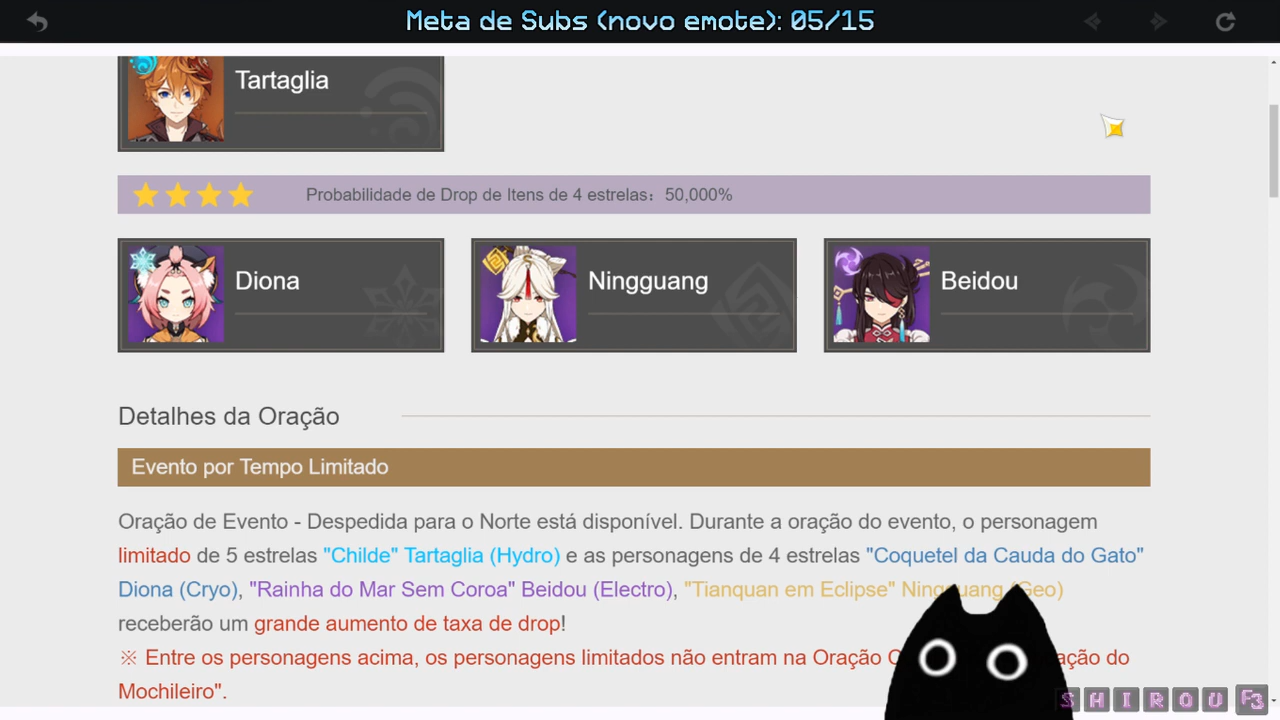 Meta de Subs (novo emote): 05/15
Tartaglia
Probabilidade de Drop de Itens de 4 estrelas： 50,000%
Diona
Ningguang
Beidou
Detalhes da Oração
Evento por Tempo Limitado
Oração de Evento - Despedida para o Norte está disponível. Durante a oração do evento, o personagem
limitado de 5 estrelas "Childe" Tartaglia (Hydro) e as personagens de 4 estrelas "Coquetel da Cauda do Gato"
Diona (Cryo), "Rainha do Mar Sem Coroa" Beidou (Electro), "Tianquan em Eclipse" Ningguang (Geo)
receberão um grande aumento de taxa de drop!
※ Entre os personagens acima, os personagens limitados não entram na Oração do
Mochileiro".
SHIROU F3